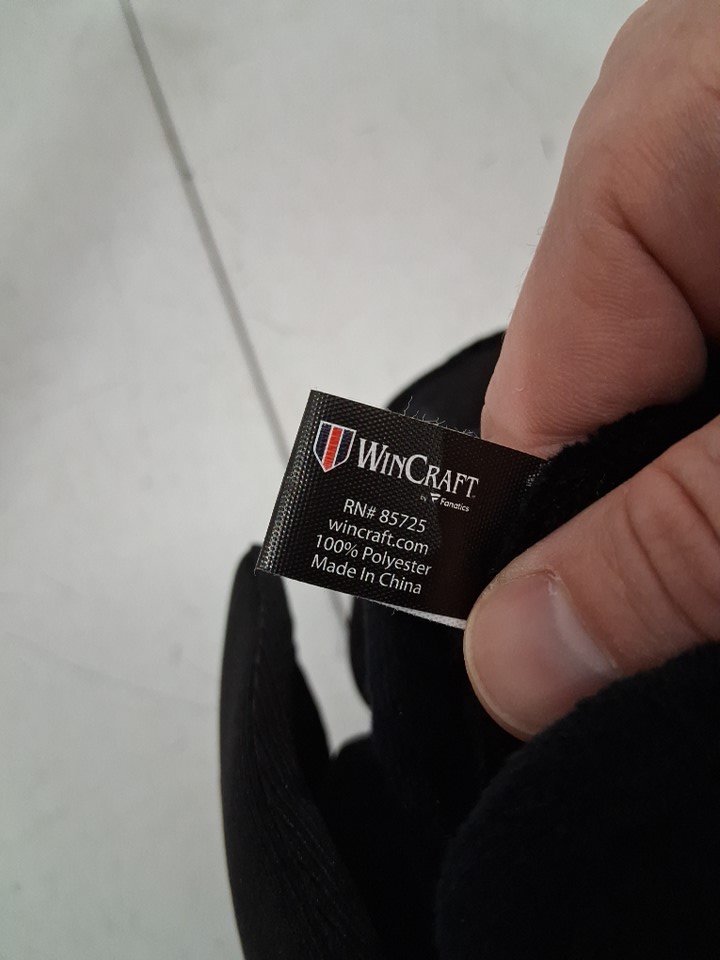 WINCRAFT
by Fanatics
RN# 85725
wincraft.com
100% Polyester
Made In China